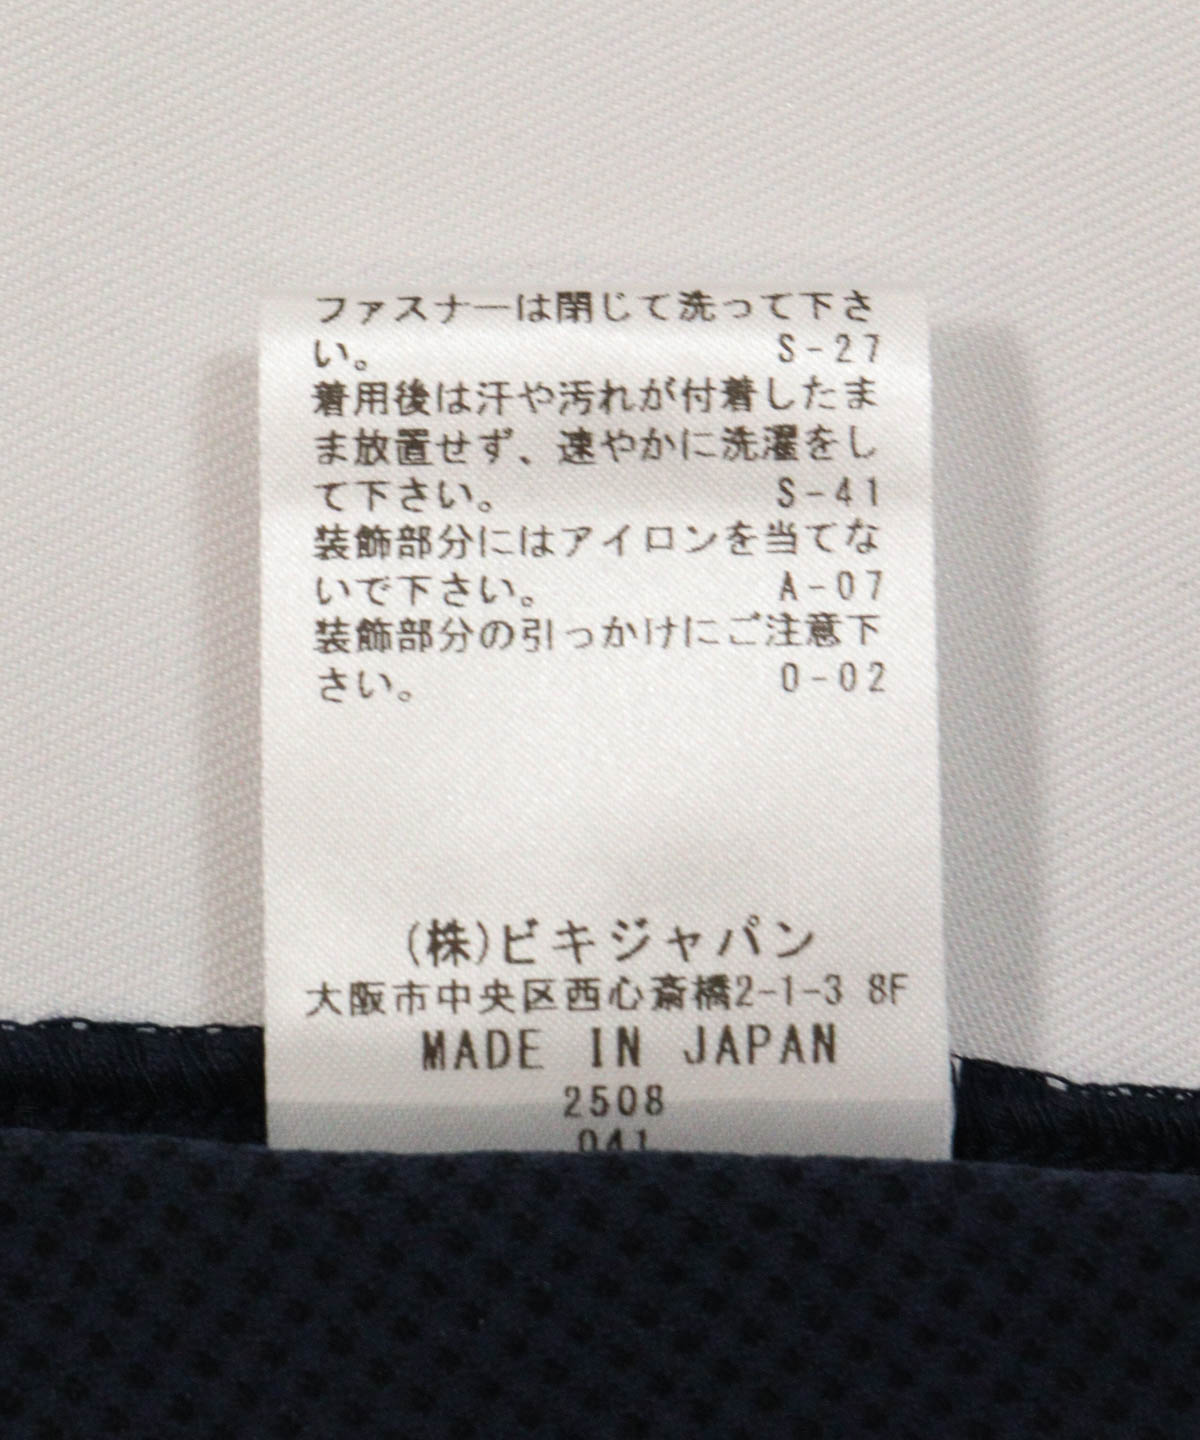 ファスナーは閉じて洗って下さ
い。 S-27
着用後は汗や汚れが付着したま
ま放置せず、速やかに洗濯をし
て下さい。 S-41
装飾部分にはアイロンを当てな
いで下さい。 A-07
装飾部分の引っかけにご注意下
さい。 O-02
(株)ビキジャパン
大阪市中央区西心斎橋2-1-3 8F
MADE IN JAPAN
2508
041